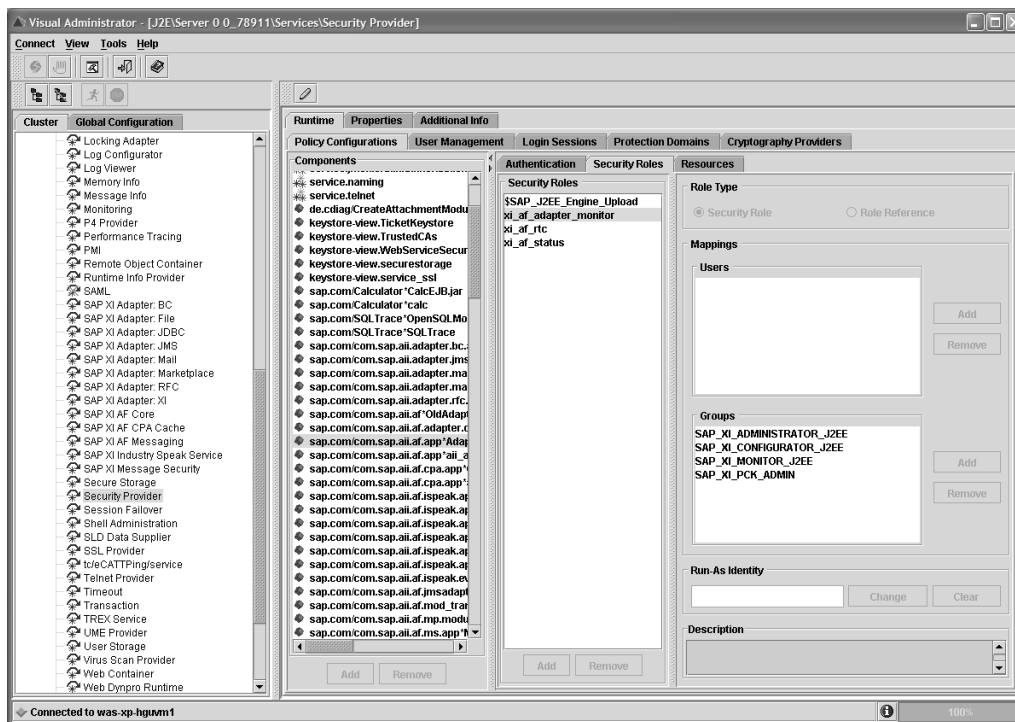 Visual Administrator - [J2E\Server 0 0_78911\Services\Security Provider]
Connect View Tools Help
Cluster Global Configuration
Locking Adapter
Log Configurator
Log Viewer
Memory Info
Message Info
Monitoring
P4 Provider
Performance Tracing
PMI
Remote Object Container
Runtime Info Provider
SAML
SAP XI Adapter: BC
SAP XI Adapter: File
SAP XI Adapter: JDBC
SAP XI Adapter: JMS
SAP XI Adapter: Mail
SAP XI Adapter: Marketplace
SAP XI Adapter: RFC
SAP XI Adapter: XI
SAP XI AF Core
SAP XI AF CPA Cache
SAP XI AF Messaging
SAP XI Industry Speak Service
SAP XI Message Security
Secure Storage
Security Provider
Session Failover
Shell Administration
SLD Data Supplier
SSL Provider
tc/eCATTPing/service
Telnet Provider
Timeout
Transaction
TREX Service
UME Provider
User Storage
Virus Scan Provider
Web Container
Web Dynpro Runtime
Runtime Properties Additional Info
Policy Configurations User Management Login Sessions Protection Domains Cryptography Providers
Components
service.naming
service.telnet
de.cdiag/CreateAttachmentModu
keystore-view.TicketKeystore
keystore-view.TrustedCAs
keystore-view.WebServiceSecur
keystore-view.securestorage
keystore-view.service_ssl
sap.com/Calculator*CalcEJB.jar
sap.com/Calculator*calc
sap.com/SQLTrace*OpenSQLMo
sap.com/SQLTrace*SQLTrace
sap.com/com.sap.aii.adapter.bc.
sap.com/com.sap.aii.adapter.jms
sap.com/com.sap.aii.adapter.ma
sap.com/com.sap.aii.adapter.ma
sap.com/com.sap.aii.adapter.rfc.
sap.com/com.sap.aii.af*OldAdapt
sap.com/com.sap.aii.af.adapter.c
sap.com/com.sap.aii.af.app*Adap
sap.com/com.sap.aii.af.app*aii_a
sap.com/com.sap.aii.af.cpa.app*
sap.com/com.sap.aii.af.cpa.app*
sap.com/com.sap.aii.af.ispeak.ap
sap.com/com.sap.aii.af.ispeak.ap
sap.com/com.sap.aii.af.ispeak.ap
sap.com/com.sap.aii.af.ispeak.ap
sap.com/com.sap.aii.af.ispeak.ap
sap.com/com.sap.aii.af.ispeak.ap
sap.com/com.sap.aii.af.ispeak.ev
sap.com/com.sap.aii.af.jmsadapt
sap.com/com.sap.aii.af.mod_tran
sap.com/com.sap.aii.af.mp.modu
sap.com/com.sap.aii.af.ms.app*M
Add Remove
Authentication Security Roles Resources
Security Roles
$SAP_J2EE_Engine_Upload
xi_af_adapter_monitor
xi_af_rtc
xi_af_status
Add Remove
Role Type
Security Role Role Reference
Mappings
Users
Add
Remove
Groups
SAP_XI_ADMINISTRATOR_J2EE
SAP_XI_CONFIGURATOR_J2EE
SAP_XI_MONITOR_J2EE
SAP_XI_PCK_ADMIN
Add
Remove
Run-As Identity
Change Clear
Description
Connected to was-xp-hguvm1
100%